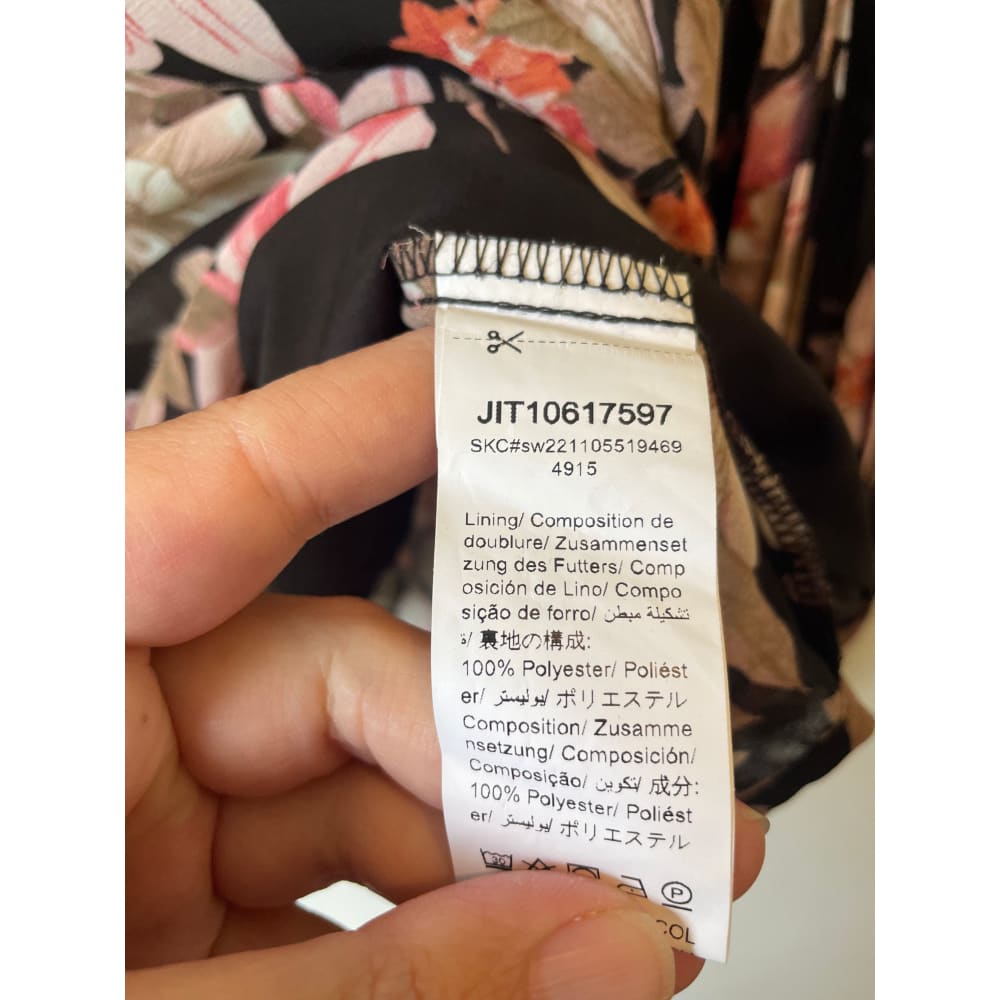 JIT10617597
SKC#sw221105519469
4915
Lining/ Composition de
doublure/ Zusammenset
zung des Futters/ Comp
osición de Lino/ Compo
sição de forro/ تشكيلة مبطن
ة/ 裏地の構成:
100% Polyester/ Poliést
er/ بوليستر/ ポリエステル
Composition/ Zusamme
nsetzung/ Composición/
Composição/ تكوين/ 成分:
100% Polyester/ Poliést
er/ بوليستر/ ポリエステル
30
P
COL